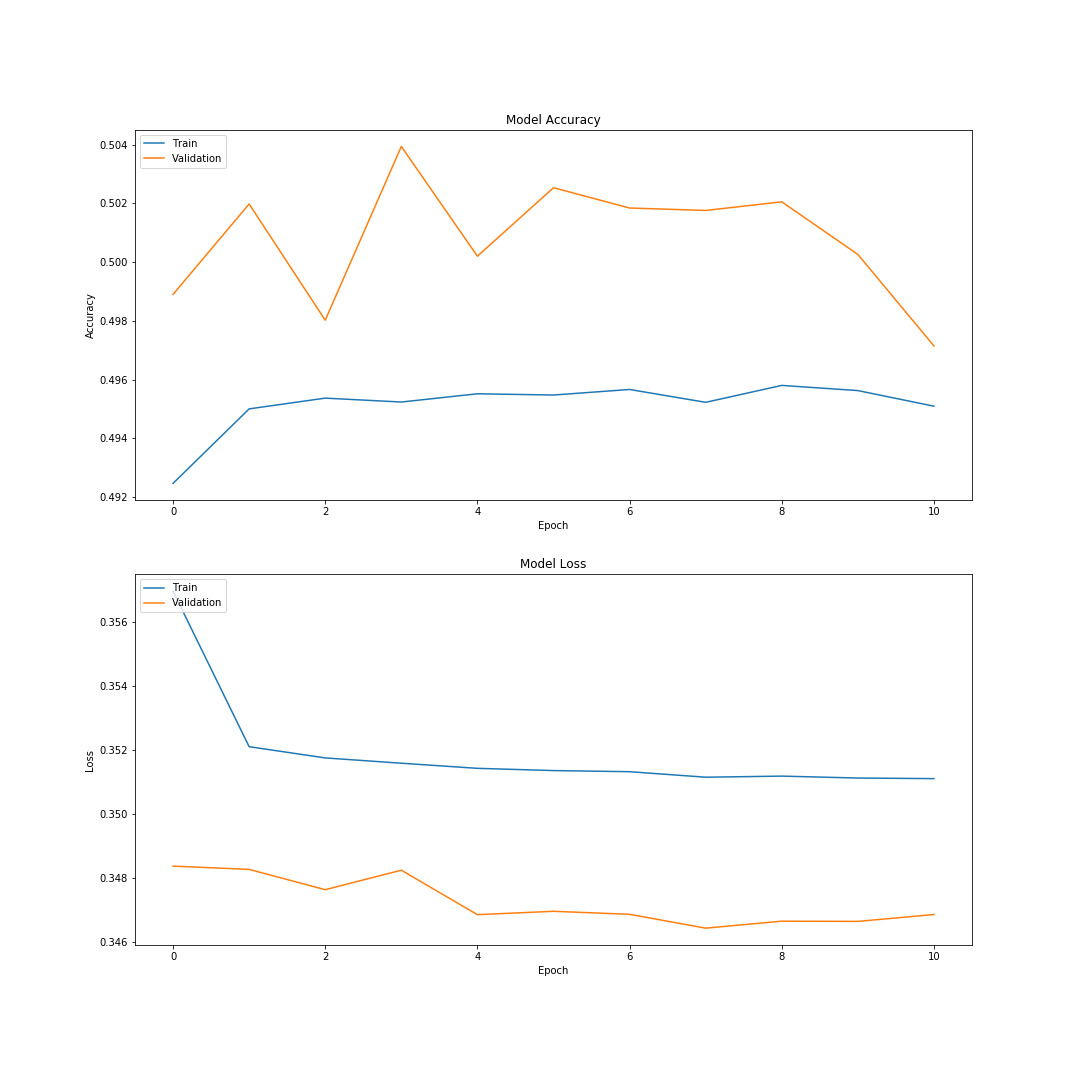 Model Accuracy
Train
Validation
0.504
0.502
0.500
0.498
0.496
0.494
0.492
Accuracy
0 2 4 6 8 10
Epoch
Model Loss
Train
Validation
0.356
0.354
0.352
0.350
0.348
0.346
Loss
0 2 4 6 8 10
Epoch